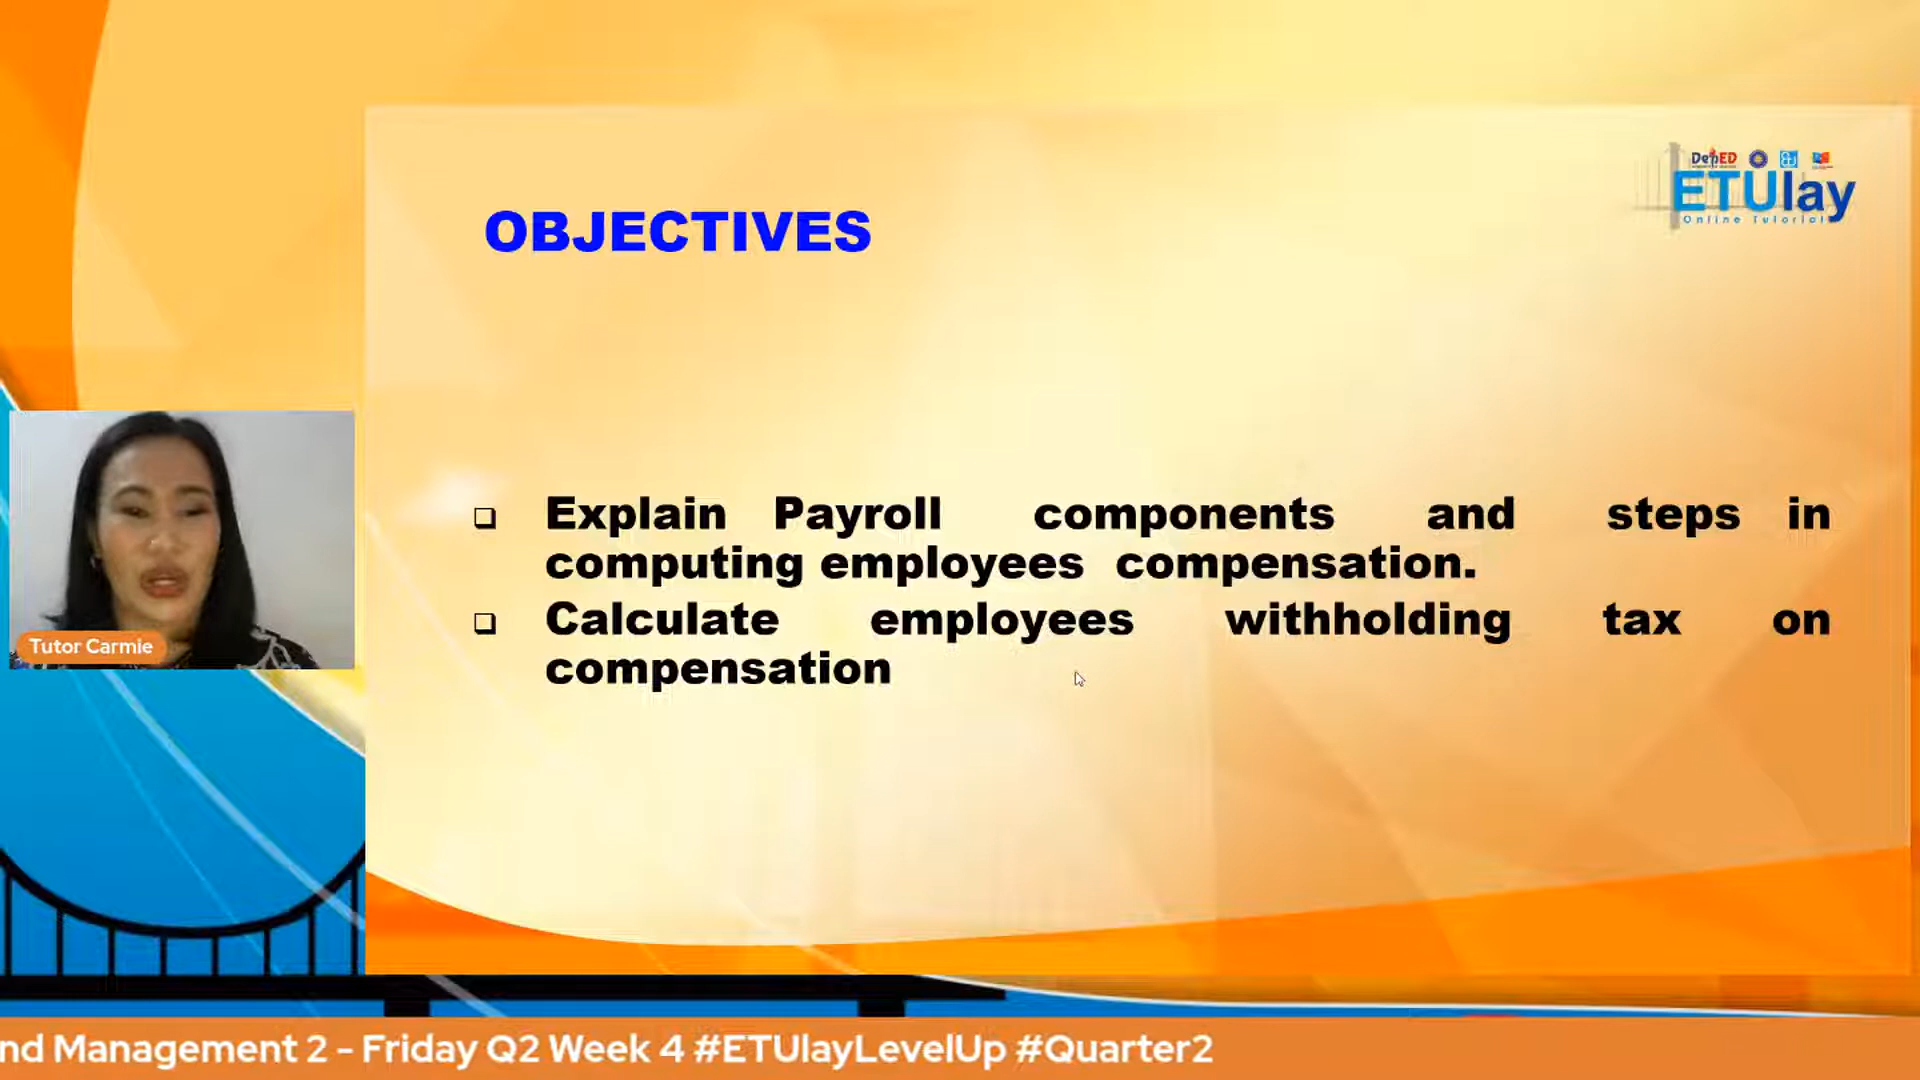 DepED
ETUlay
Online Tutorial
OBJECTIVES
Explain Payroll components and steps in
computing employees compensation.
Calculate employees withholding tax on
compensation
Tutor Carmie
nd Management 2 - Friday Q2 Week 4 #ETUlayLevelUp #Quarter2